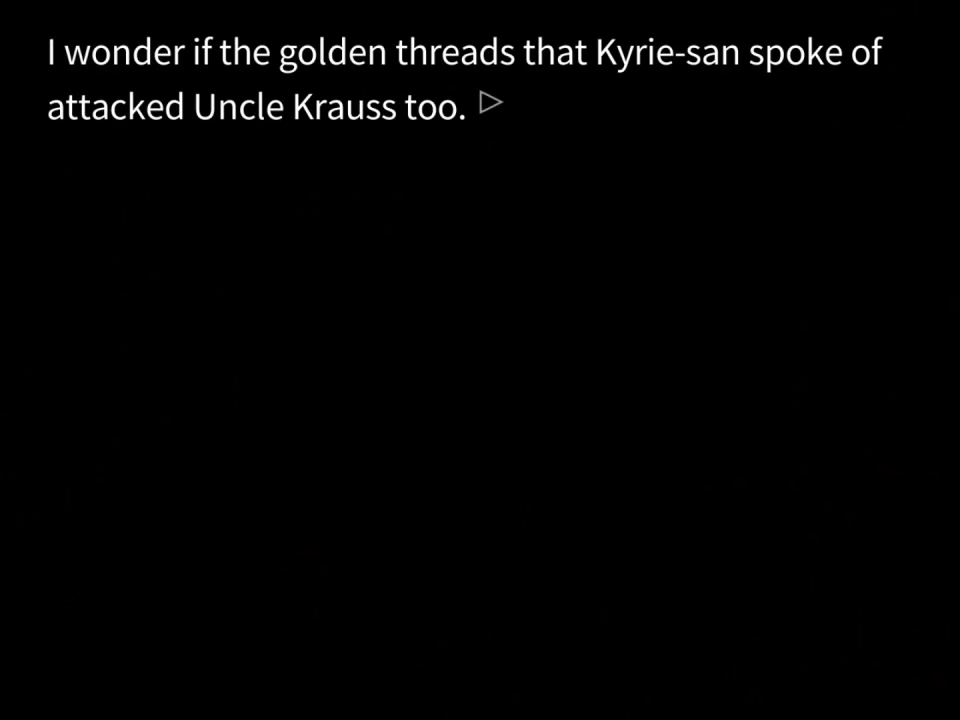 I wonder if the golden threads that Kyrie-san spoke of
attacked Uncle Krauss too.